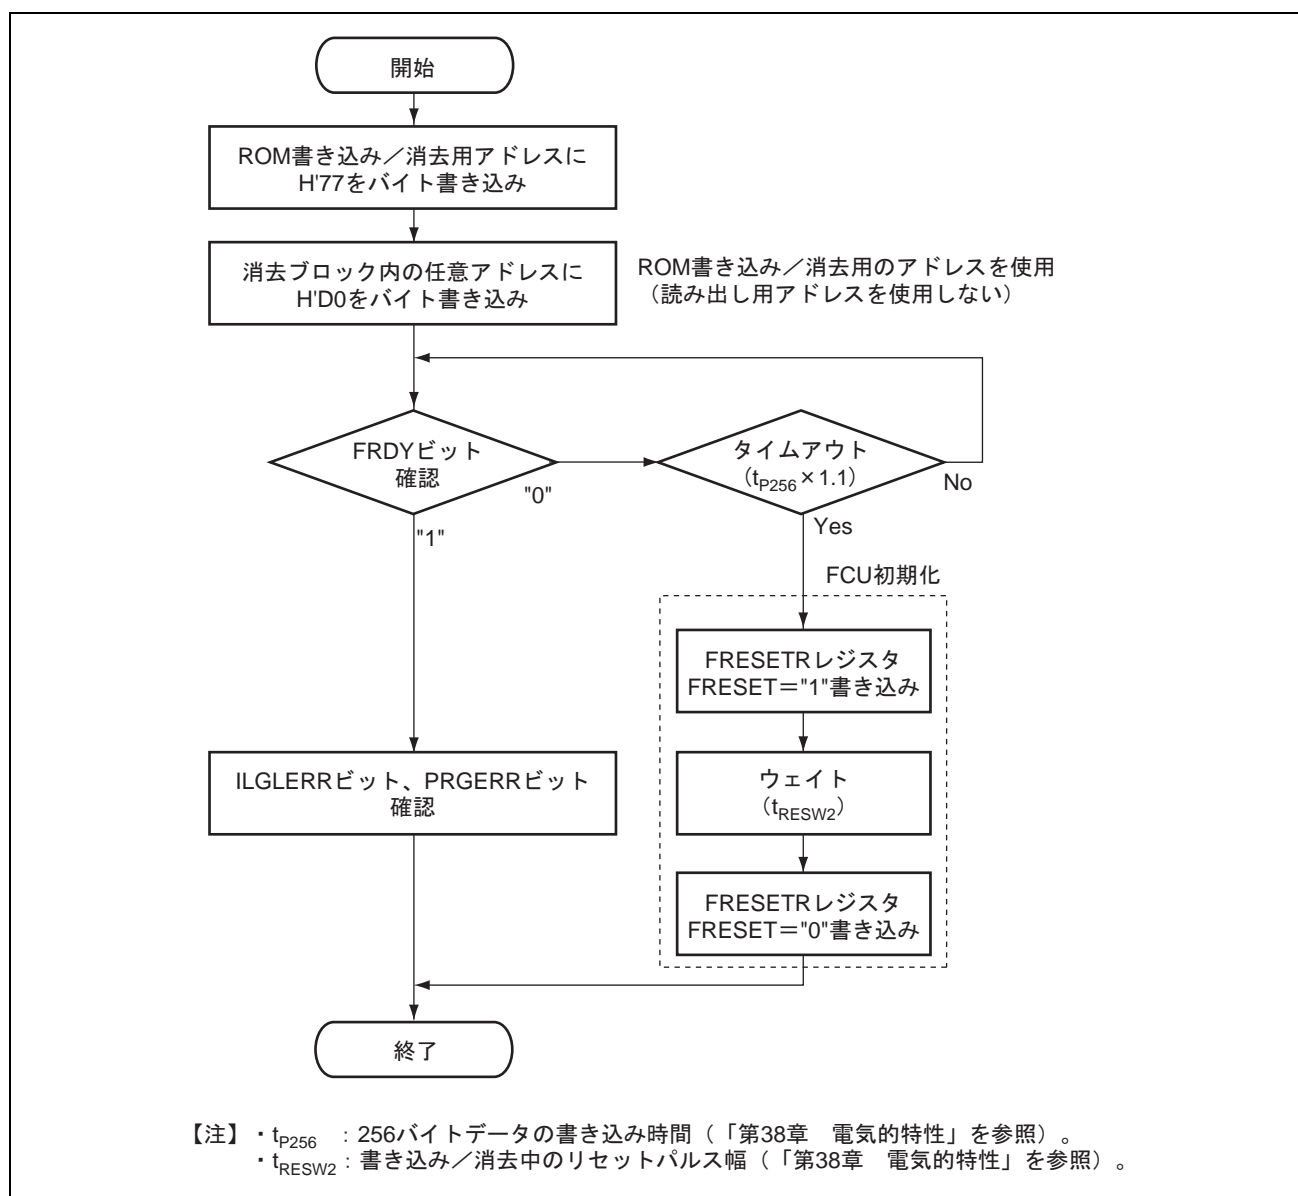 開始
ROM書き込み／消去用アドレスに
H'77をバイト書き込み
消去ブロック内の任意アドレスに
H'D0をバイト書き込み
ROM書き込み／消去用のアドレスを使用
（読み出し用アドレスを使用しない）
FRDYビット
確認
"0"
"1"
タイムアウト
（tP256×1.1）
No
Yes
FCU初期化
FRESETRレジスタ
FRESET＝"1"書き込み
ILGLERRビット、PRGERRビット
確認
ウェイト
（tRESW2）
FRESETRレジスタ
FRESET＝"0"書き込み
終了
【注】・tP256 ：256バイトデータの書き込み時間（「第38章　電気的特性」を参照）。
・tRESW2：書き込み／消去中のリセットパルス幅（「第38章　電気的特性」を参照）。